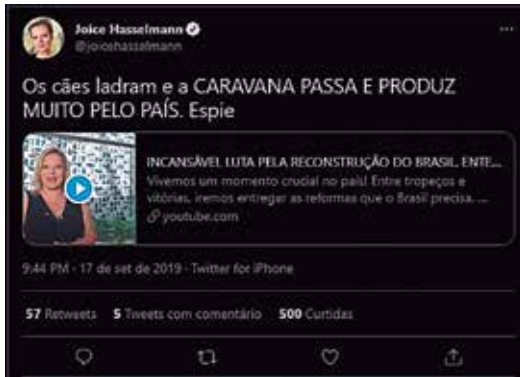 Joice Hasselmann
@joicehasselmann
Os cães ladram e a CARAVANA PASSA E PRODUZ
MUITO PELO PAÍS. Espie
INCANSÁVEL LUTA PELA RECONSTRUÇÃO DO BRASIL. ENTE...
Vivemos um momento crucial no país! Entre tropeços e
vitórias, iremos entregar as reformas que o Brasil precisa. ...
youtube.com
9:44 PM · 17 de set de 2019 · Twitter for iPhone
57 Retweets 5 Tweets com comentário 500 Curtidas